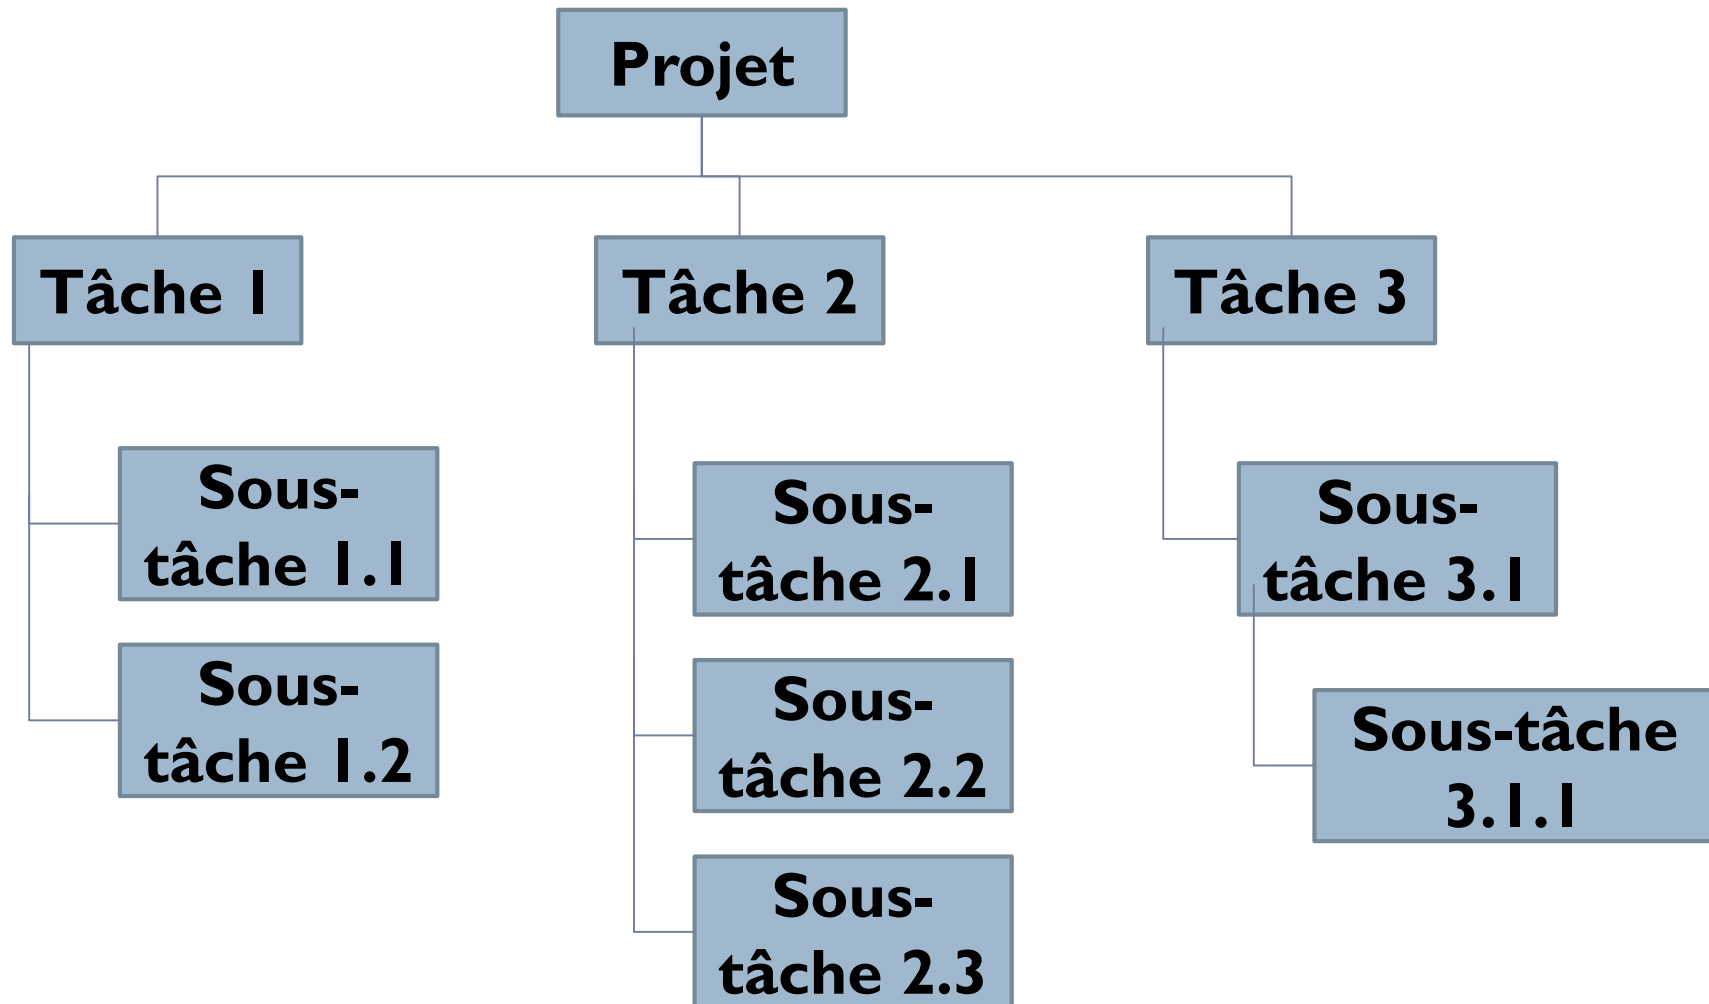 Projet
Tâche 1
Tâche 2
Tâche 3
Sous-
tâche 1.1
Sous-
tâche 1.2
Sous-
tâche 2.1
Sous-
tâche 2.2
Sous-
tâche 2.3
Sous-
tâche 3.1
Sous-tâche
3.1.1